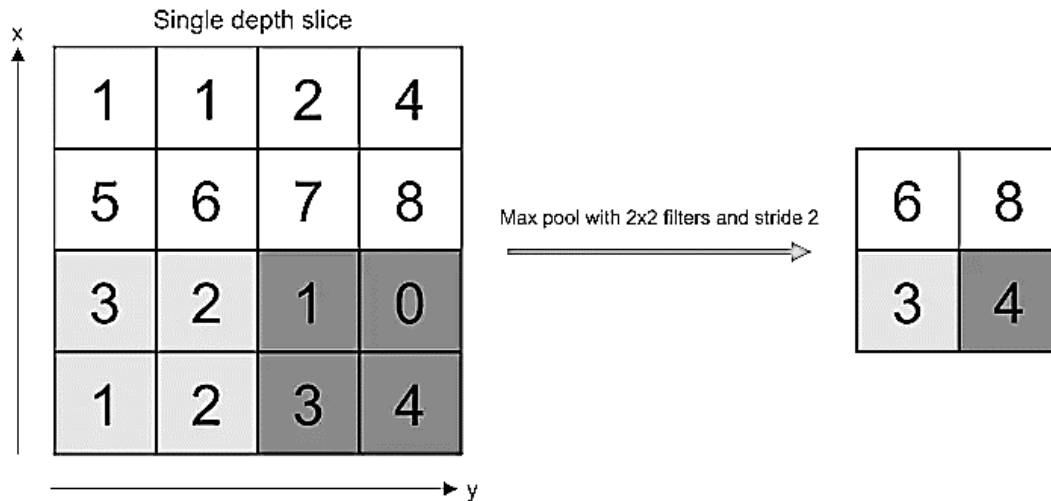 Single depth slice
x
1 1 2 4
5 6 7 8
3 2 1 0
1 2 3 4
y
Max pool with 2x2 filters and stride 2
6 8
3 4